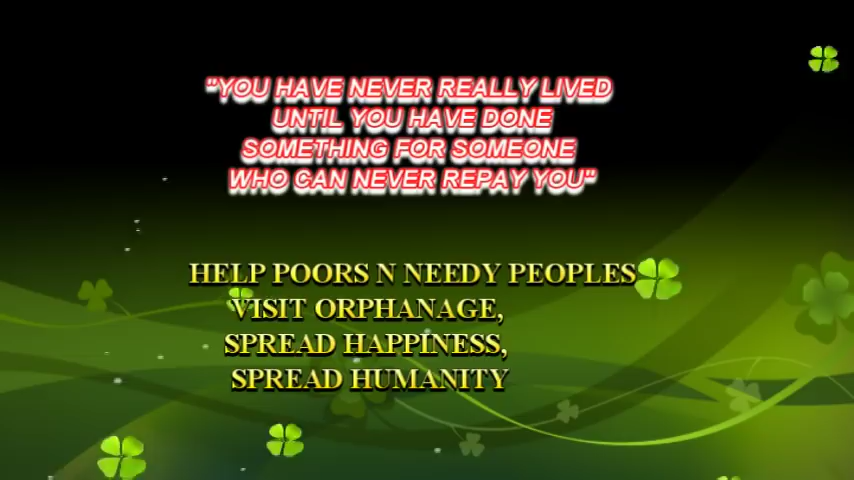 "YOU HAVE NEVER REALLY LIVED
UNTIL YOU HAVE DONE
SOMETHING FOR SOMEONE
WHO CAN NEVER REPAY YOU"
HELP POORS N NEEDY PEOPLES
VISIT ORPHANAGE,
SPREAD HAPPINESS,
SPREAD HUMANITY